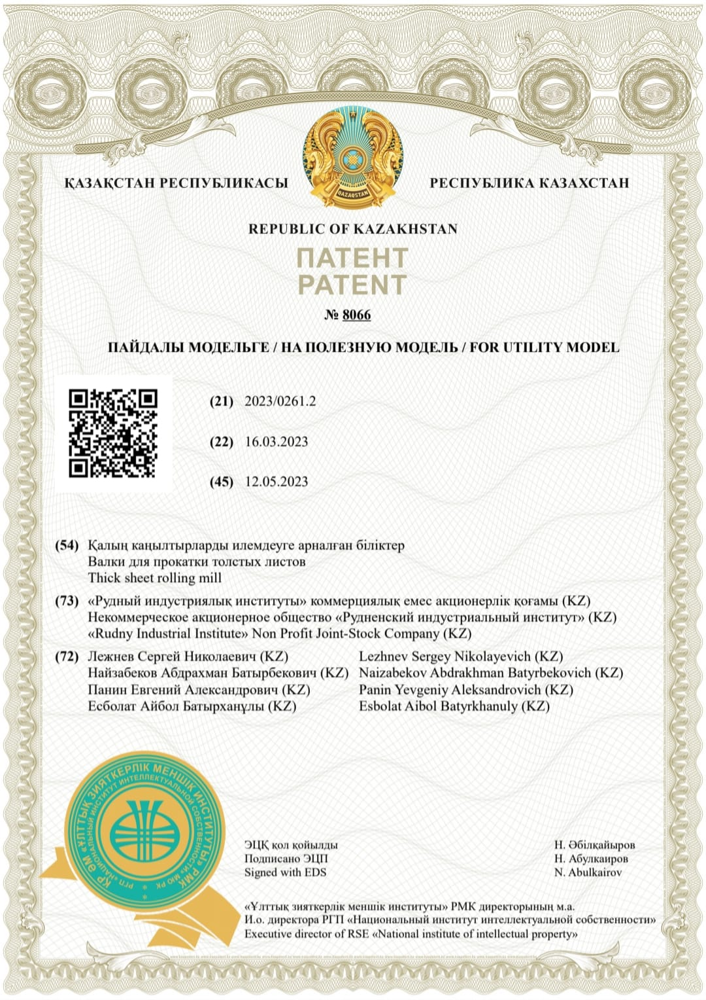 ҚАЗАҚСТАН РЕСПУБЛИКАСЫ
РЕСПУБЛИКА КАЗАХСТАН
QAZAQSTAN
REPUBLIC OF KAZAKHSTAN
ПАТЕНТ
PATENT
№ 8066
ПАЙДАЛЫ МОДЕЛЬГЕ / НА ПОЛЕЗНУЮ МОДЕЛЬ / FOR UTILITY MODEL
(21) 2023/0261.2
(22) 16.03.2023
(45) 12.05.2023
(54) Қалың каңылтырларды илемдеуге арналған біліктер
Валки для прокатки толстых листов
Thick sheet rolling mill
(73) «Рудный индустриялық институты» коммерциялық емес акционерлік қоғамы (KZ)
Некоммерческое акционерное общество «Рудненский индустриальный институт» (KZ)
«Rudny Industrial Institute» Non Profit Joint-Stock Company (KZ)
(72) Лежнев Сергей Николаевич (KZ) Lezhnev Sergey Nikolayevich (KZ)
Найзабеков Абдрахман Батырбекович (KZ) Naizabekov Abdrakhman Batyrbekovich (KZ)
Панин Евгений Александрович (KZ) Panin Yevgeniy Aleksandrovich (KZ)
Есболат Айбол Батырханұлы (KZ) Esbolat Aibol Batyrkhanuly (KZ)
ҚР ӘМ «ҰЛТТЫҚ ЗИЯТКЕРЛІК МЕНШІК ИНСТИТУТЫ» РМК
РГП «НАЦИОНАЛЬНЫЙ ИНСТИТУТ ИНТЕЛЛЕКТУАЛЬНОЙ СОБСТВЕННОСТИ» МЮ РК
ЭЦҚ қол қойылды Н. Әбілқайыров
Подписано ЭЦП Н. Абулкаиров
Signed with EDS N. Abulkairov
«Ұлттық зияткерлік меншік институты» РМК директорының м.а.
И.о. директора РГП «Национальный институт интеллектуальной собственности»
Executive director of RSE «National institute of intellectual property»